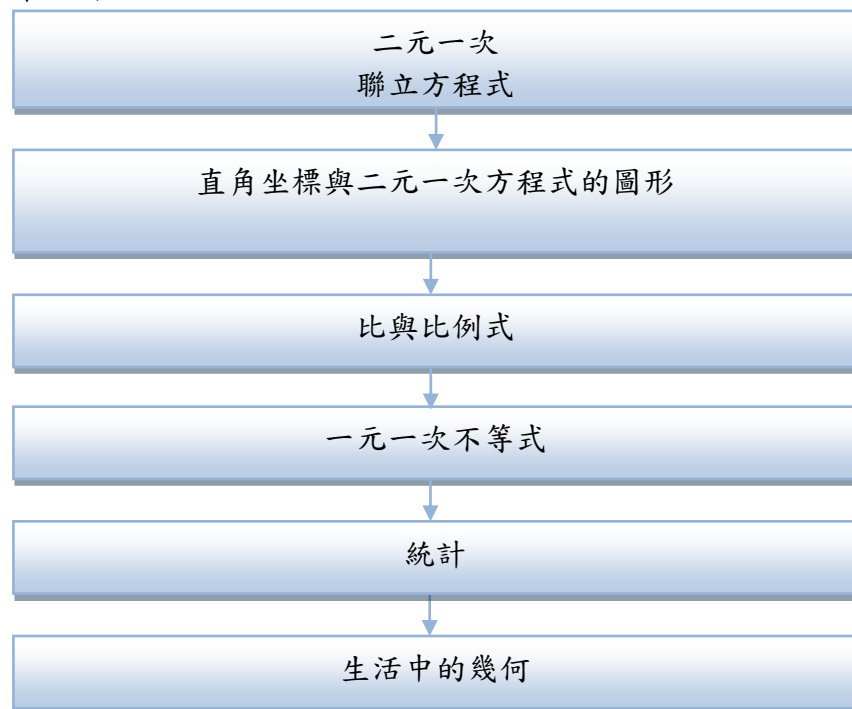 二元一次
聯立方程式
直角坐標與二元一次方程式的圖形
比與比例式
一元一次不等式
統計
生活中的幾何